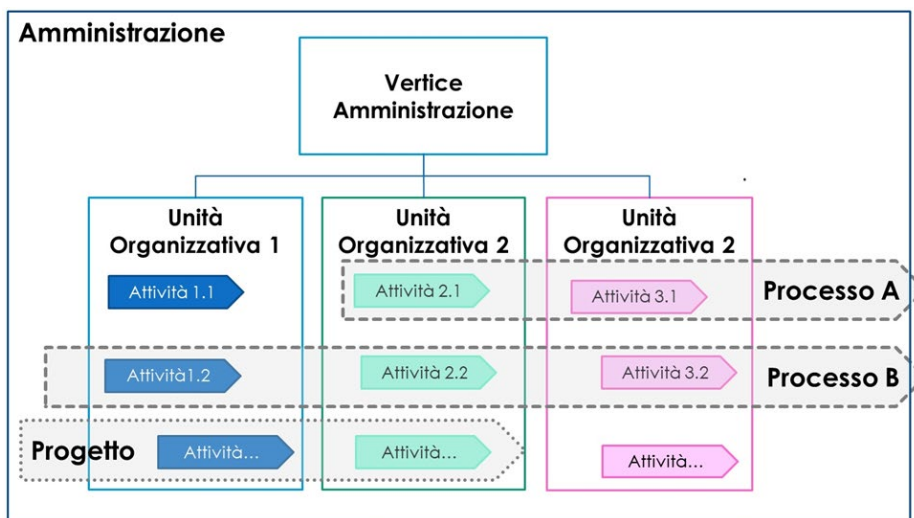 Amministrazione
Vertice
Amministrazione
Unità
Organizzativa 1
Unità
Organizzativa 2
Unità
Organizzativa 2
Attività 1.1
Attività 2.1
Attività 3.1
Processo A
Attività1.2
Attività 2.2
Attività 3.2
Processo B
Progetto
Attività...
Attività...
Attività...